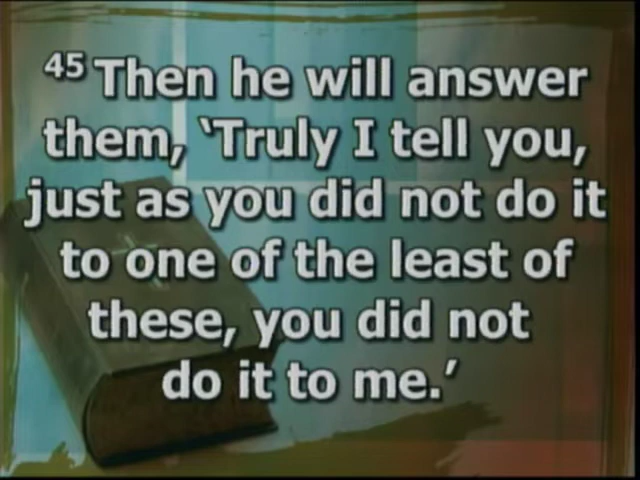 45 Then he will answer
them, ‘Truly I tell you,
just as you did not do it
to one of the least of
these, you did not
do it to me.’